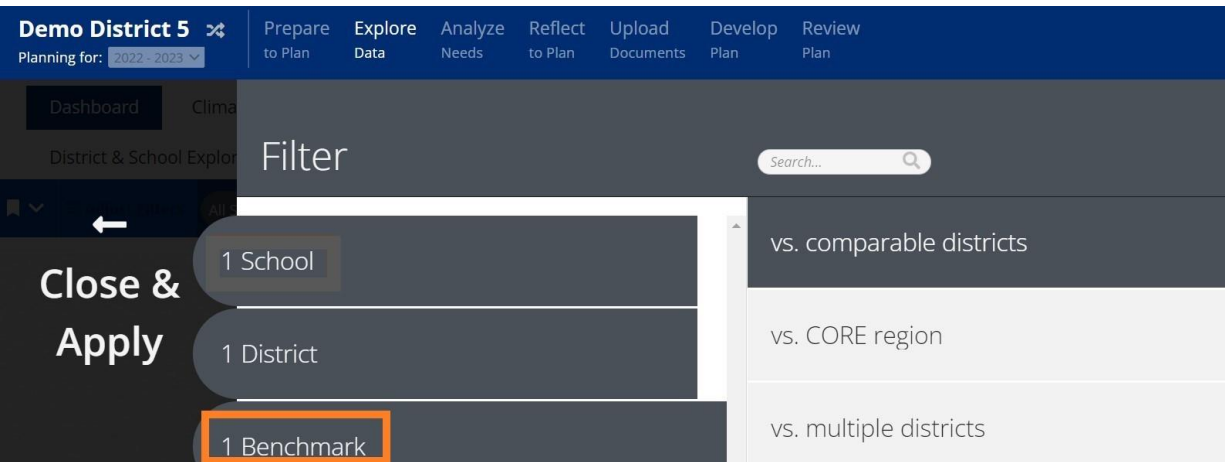 Demo District 5
Planning for: 2022 - 2023
Prepare
to Plan
Explore
Data
Analyze
Needs
Reflect
to Plan
Upload
Documents
Develop
Plan
Review
Plan
Dashboard
Clima
District & School Explor
All S
Filter
Search...
Close &
Apply
1 School
1 District
1 Benchmark
vs. comparable districts
vs. CORE region
vs. multiple districts